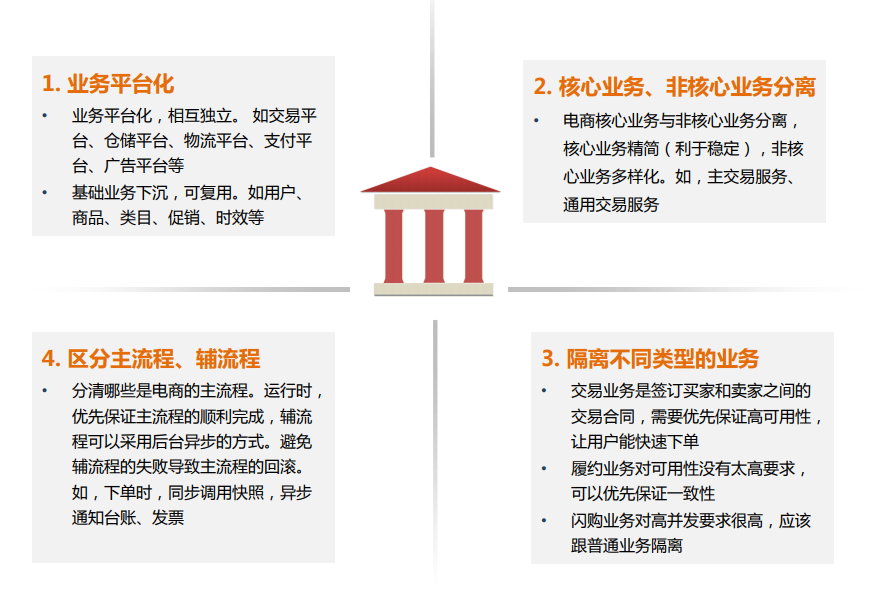 1. 业务平台化
• 业务平台化，相互独立。 如交易平
台、仓储平台、物流平台、支付平
台、广告平台等
• 基础业务下沉，可复用。如用户、
商品、类目、促销、时效等
2. 核心业务、非核心业务分离
• 电商核心业务与非核心业务分离，
核心业务精简（利于稳定），非核
心业务多样化。如，主交易服务、
通用交易服务
4. 区分主流程、辅流程
• 分清哪些是电商的主流程。运行时，
优先保证主流程的顺利完成，辅流
程可以采用后台异步的方式。避免
辅流程的失败导致主流程的回滚。
如，下单时，同步调用快照，异步
通知台账、发票
3. 隔离不同类型的业务
• 交易业务是签订买家和卖家之间的
交易合同，需要优先保证高可用性，
让用户能快速下单
• 履约业务对可用性没有太高要求，
可以优先保证一致性
• 闪购业务对高并发要求很高，应该
跟普通业务隔离